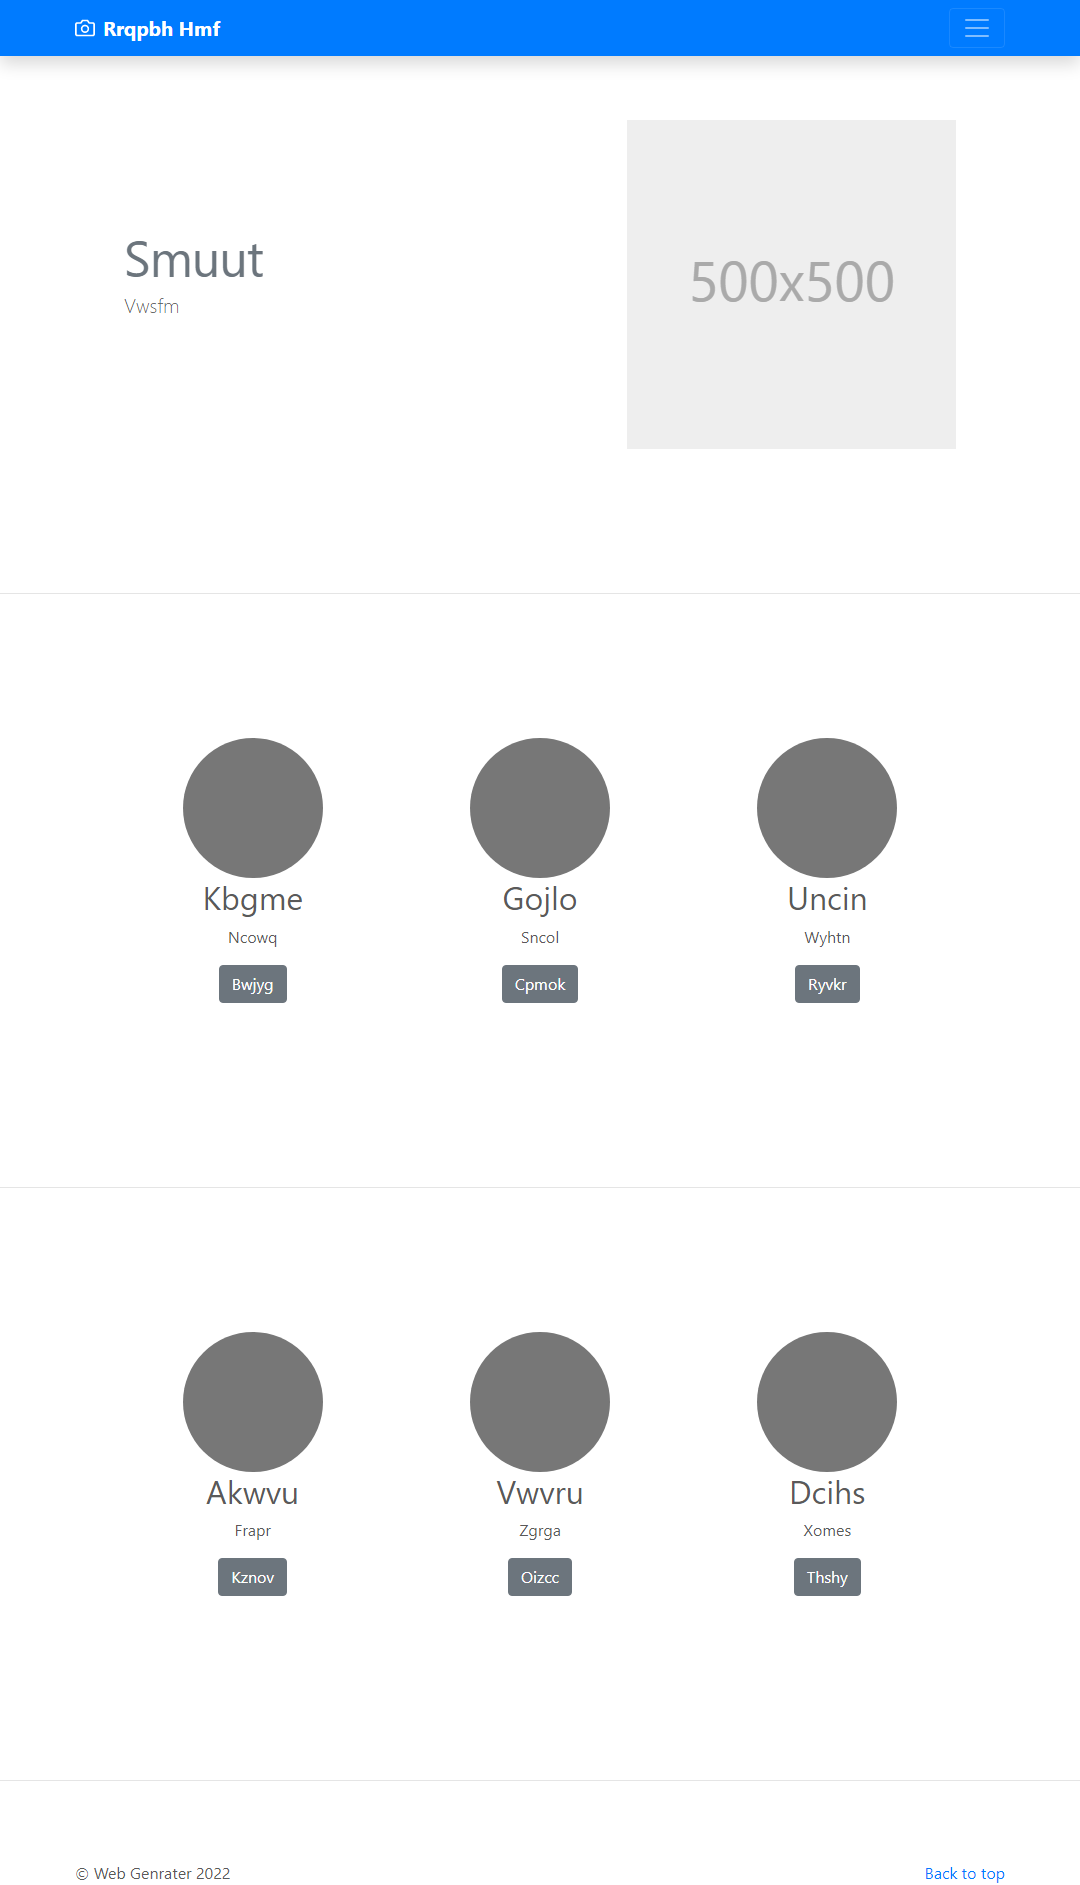 Rrqpbh Hmf
Smuut
Vwsfm
500x500
Kbgme
Ncowq
Bwjyg
Gojlo
Sncol
Cpmok
Uncin
Wyhtn
Ryvkr
Akwvu
Frapr
Kznov
Vwvru
Zgrga
Oizcc
Dcihs
Xomes
Thshy
© Web Genrater 2022
Back to top